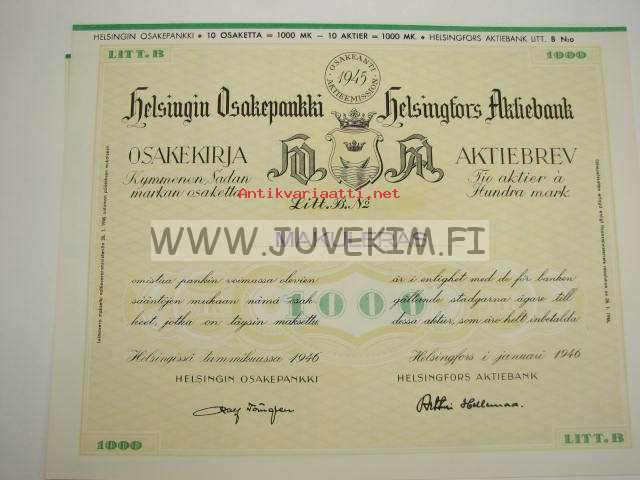 HELSINGIN OSAKEPANKKI • 10 OSAKETTA = 1000 MK — 10 AKTIER = 1000 MK • HELSINGFORS AKTIEBANK LITT. B N:o
LITT. B
1000
OSAKEANTI
1945
AKTIEEMISSION
Helsingin Osakepankki
Helsingfors Aktiebank
OSAKEKIRJA
AKTIEBREV
Kymmenen Sadan
markan osaketta
Tio aktier à
Hundra mark
Antikvariaatti.net
Litt. B. No
MAKULERAS
WWW.JUVEKIM.FI
omistaa pankin voimassa olevien
sääntöjen mukaan nämä osak-
keet, jotka on täysin maksettu
är i enlighet med de för banken
gällande stadgarna ägare till
dessa aktier, som äro helt inbetalda
1000
Helsingissä tammikuussa 1946
Helsingfors i januari 1946
HELSINGIN OSAKEPANKKI
HELSINGFORS AKTIEBANK
1000
LITT. B